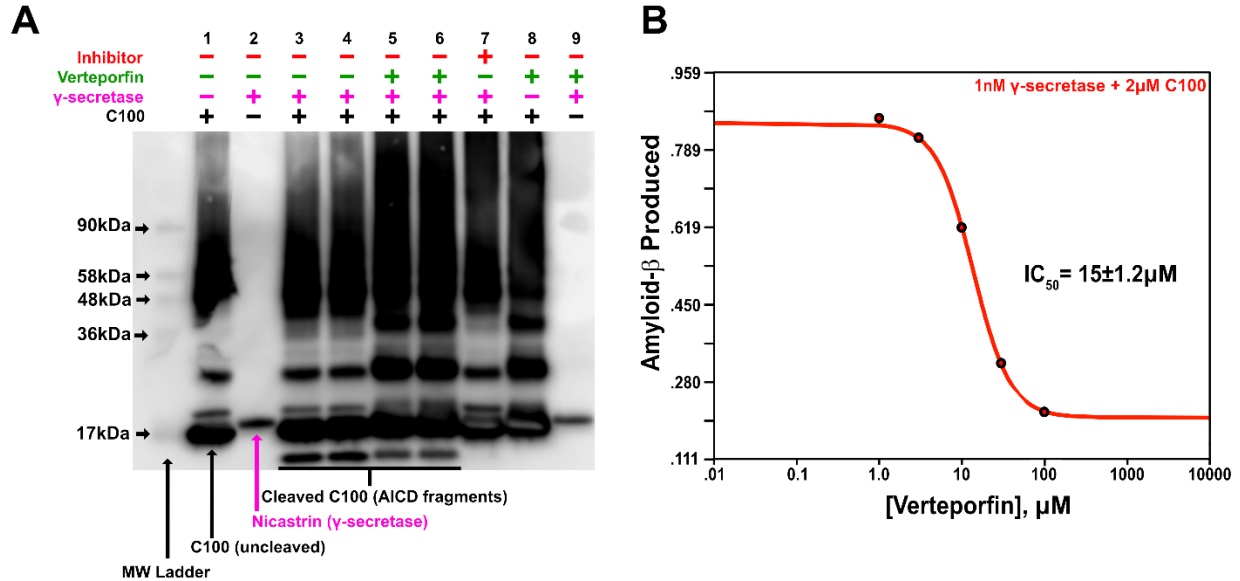 A
1 2 3 4 5 6 7 8 9
Inhibitor − − − − − − + − −
Verteporfin − − − − + + − + +
γ-secretase − + + + + + + − +
C100 + − + + + + + + −
90kDa
58kDa
48kDa
36kDa
17kDa
Cleaved C100 (AICD fragments)
Nicastrin (γ-secretase)
C100 (uncleaved)
MW Ladder
B
1nM γ-secretase + 2μM C100
Amyloid-β Produced
.959
.789
.619
.450
.280
.111
IC50= 15±1.2μM
.01 0.1 1.0 10 100 1000 10000
[Verteporfin], μM